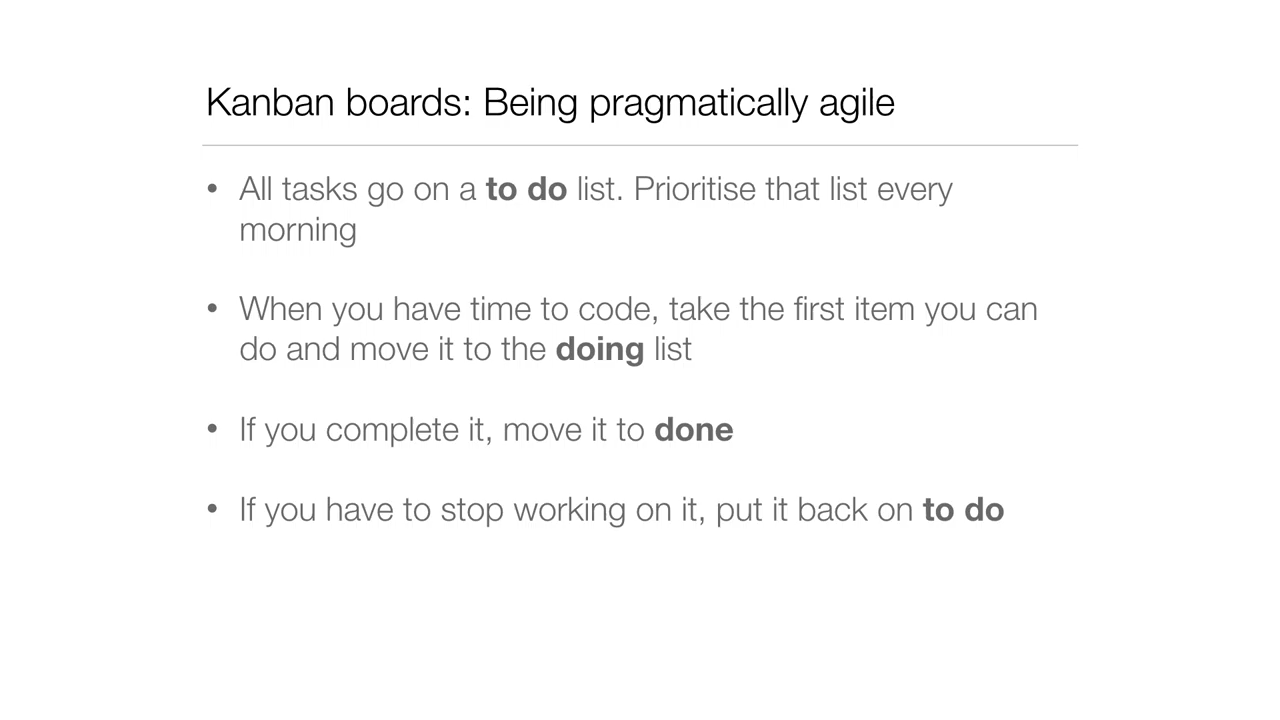 Kanban boards: Being pragmatically agile
• All tasks go on a to do list. Prioritise that list every
morning
• When you have time to code, take the first item you can
do and move it to the doing list
• If you complete it, move it to done
• If you have to stop working on it, put it back on to do